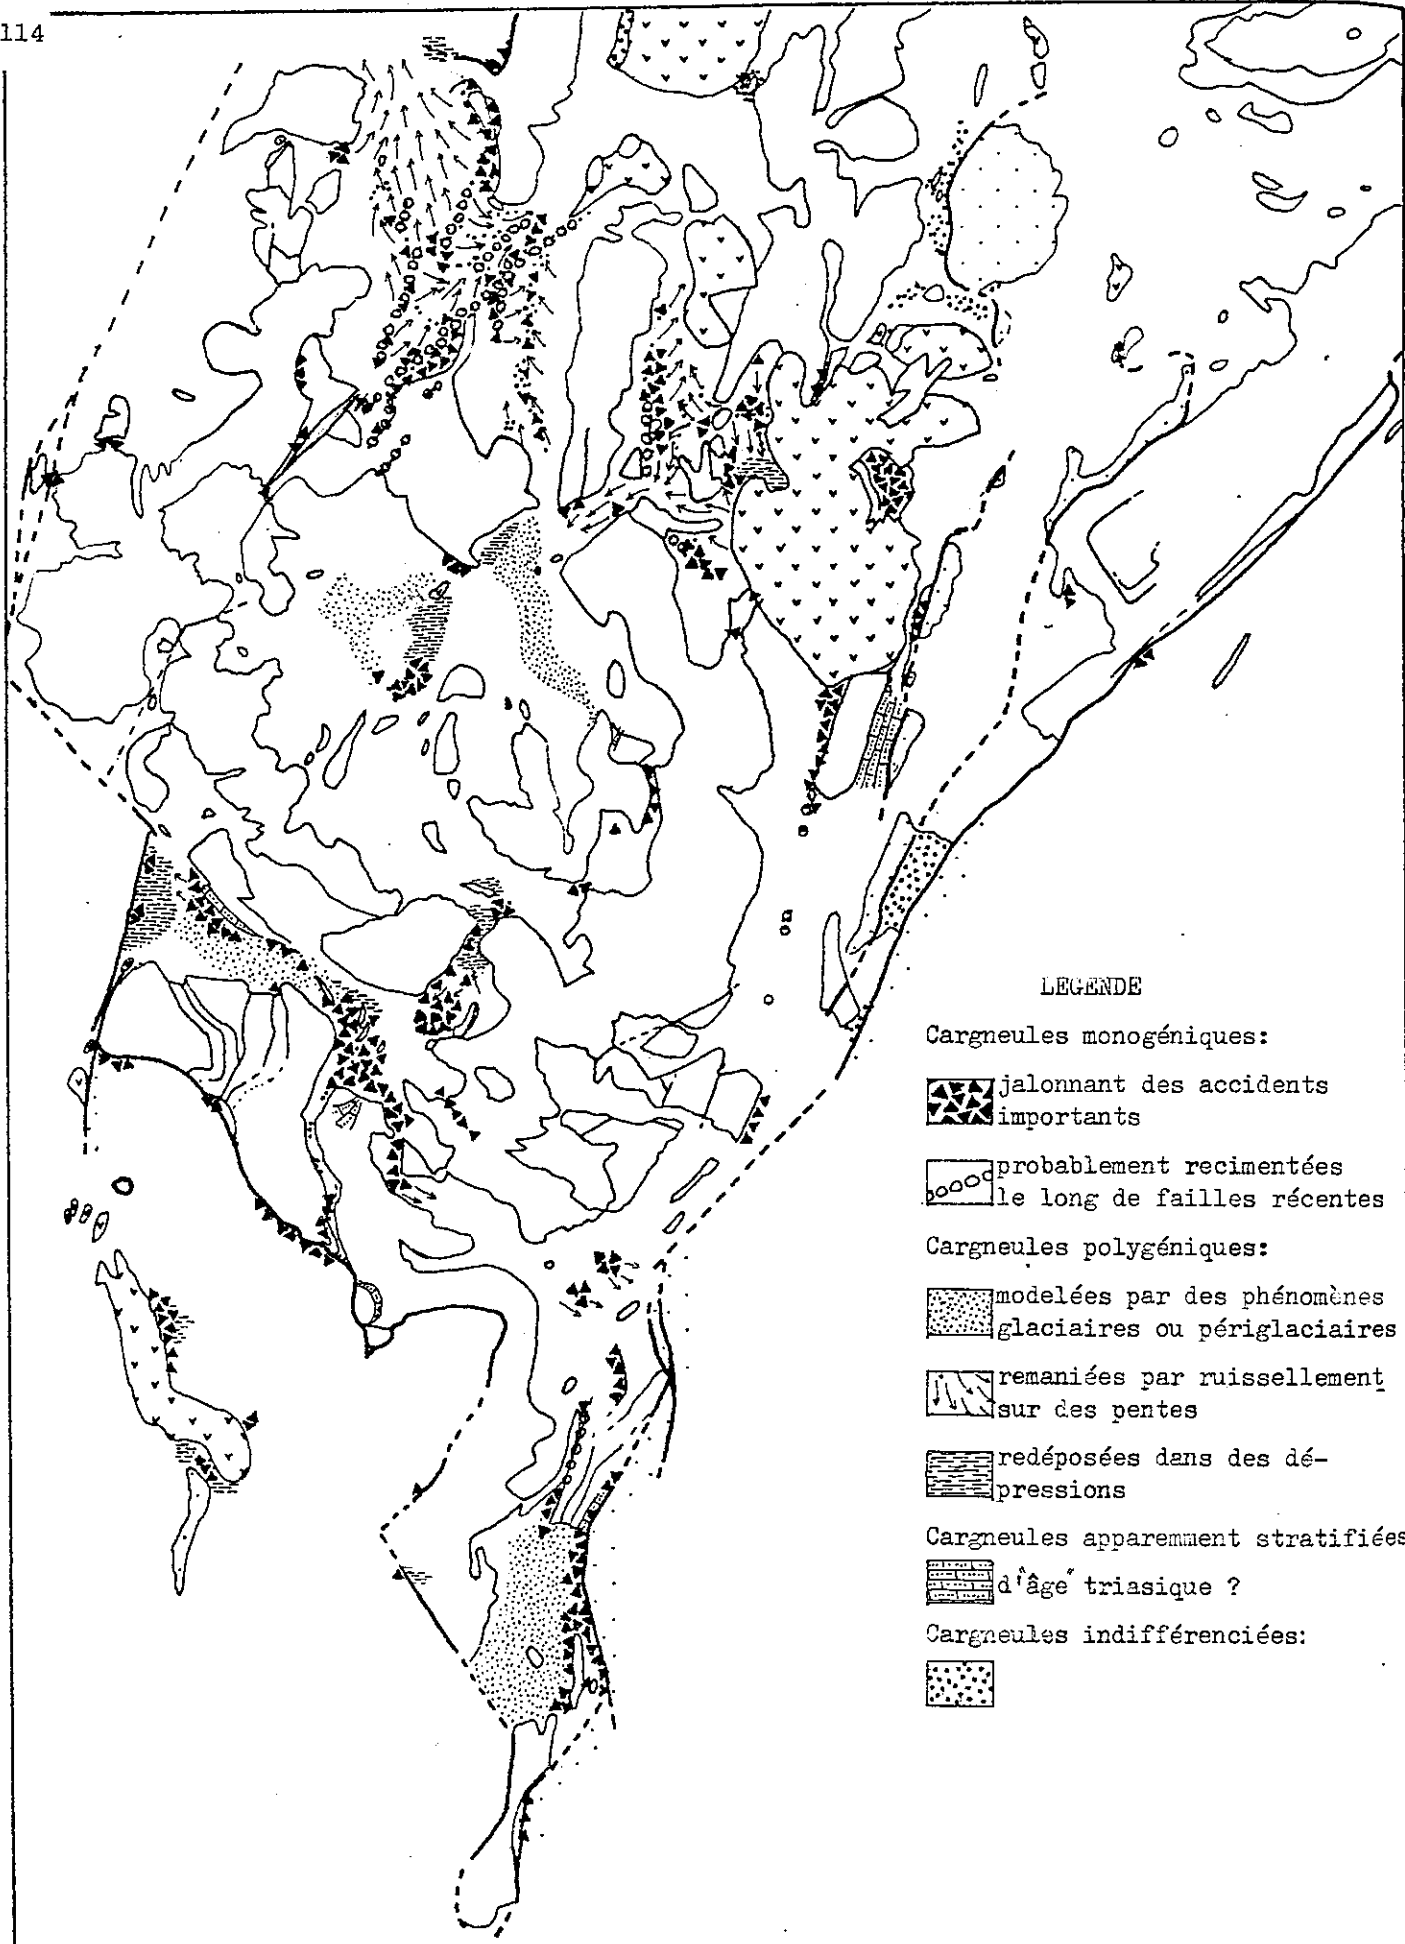 114
LEGENDE
Cargneules monogéniques:
jalonnant des accidents
importants
probablement recimentées
le long de failles récentes
Cargneules polygéniques:
modelées par des phénomènes
glaciaires ou périglaciaires
remaniées par ruissellement
sur des pentes
redéposées dans des dé-
pressions
Cargneules apparemment stratifiées
d'"âge" triasique ?
Cargneules indifférenciées: